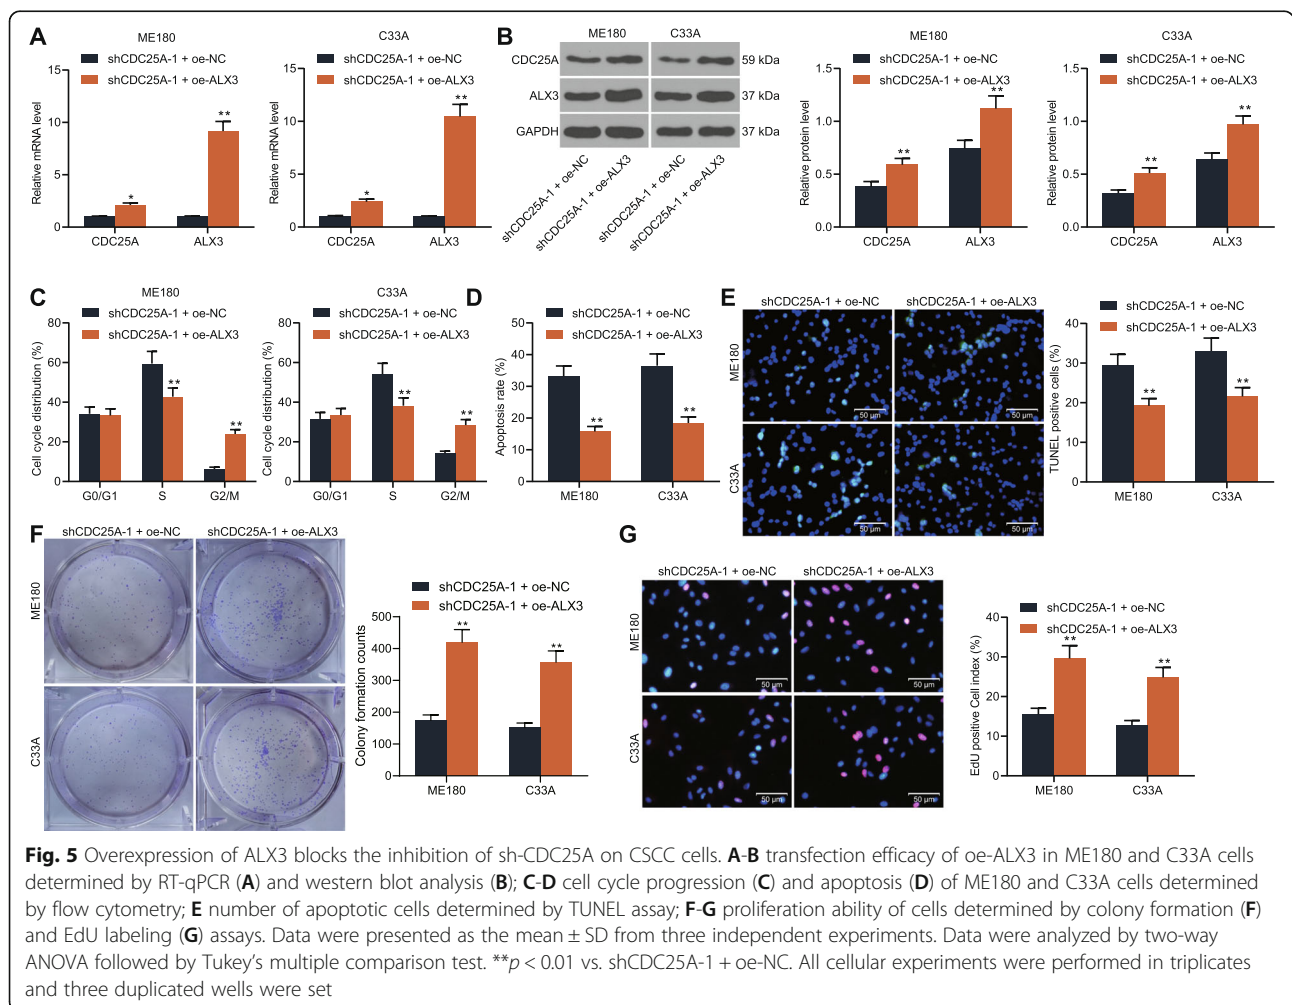 A
ME180
shCDC25A-1 + oe-NC
shCDC25A-1 + oe-ALX3
Relative mRNA level
15
10
5
0
*
**
CDC25A
ALX3
C33A
shCDC25A-1 + oe-NC
shCDC25A-1 + oe-ALX3
Relative mRNA level
15
10
5
0
*
**
CDC25A
ALX3
B
ME180
C33A
CDC25A
59 kDa
ALX3
37 kDa
GAPDH
37 kDa
shCDC25A-1 + oe-NC
shCDC25A-1 + oe-ALX3
shCDC25A-1 + oe-NC
shCDC25A-1 + oe-ALX3
ME180
shCDC25A-1 + oe-NC
shCDC25A-1 + oe-ALX3
Relative protein level
1.5
1.0
0.5
0.0
**
**
CDC25A
ALX3
C33A
shCDC25A-1 + oe-NC
shCDC25A-1 + oe-ALX3
Relative protein level
1.5
1.0
0.5
0.0
**
**
CDC25A
ALX3
C
ME180
shCDC25A-1 + oe-NC
shCDC25A-1 + oe-ALX3
Cell cycle distribution (%)
80
60
40
20
0
**
**
G0/G1
S
G2/M
C33A
shCDC25A-1 + oe-NC
shCDC25A-1 + oe-ALX3
Cell cycle distribution (%)
80
60
40
20
0
**
**
G0/G1
S
G2/M
D
shCDC25A-1 + oe-NC
shCDC25A-1 + oe-ALX3
Apoptosis rate (%)
50
40
30
20
10
0
**
**
ME180
C33A
E
shCDC25A-1 + oe-NC
shCDC25A-1 + oe-ALX3
ME180
50 μm
50 μm
C33A
50 μm
50 μm
shCDC25A-1 + oe-NC
shCDC25A-1 + oe-ALX3
TUNEL positive cells (%)
40
30
20
10
0
**
**
ME180
C33A
F
shCDC25A-1 + oe-NC
shCDC25A-1 + oe-ALX3
ME180
C33A
shCDC25A-1 + oe-NC
shCDC25A-1 + oe-ALX3
Colony formation counts
500
400
300
200
100
0
**
**
ME180
C33A
G
shCDC25A-1 + oe-NC
shCDC25A-1 + oe-ALX3
ME180
50 μm
50 μm
C33A
50 μm
50 μm
shCDC25A-1 + oe-NC
shCDC25A-1 + oe-ALX3
EdU positive Cell index (%)
40
30
20
10
0
**
**
ME180
C33A
Fig. 5 Overexpression of ALX3 blocks the inhibition of sh-CDC25A on CSCC cells. A-B transfection efficacy of oe-ALX3 in ME180 and C33A cells
determined by RT-qPCR (A) and western blot analysis (B); C-D cell cycle progression (C) and apoptosis (D) of ME180 and C33A cells determined
by flow cytometry; E number of apoptotic cells determined by TUNEL assay; F-G proliferation ability of cells determined by colony formation (F)
and EdU labeling (G) assays. Data were presented as the mean ± SD from three independent experiments. Data were analyzed by two-way
ANOVA followed by Tukey's multiple comparison test. **p < 0.01 vs. shCDC25A-1 + oe-NC. All cellular experiments were performed in triplicates
and three duplicated wells were set